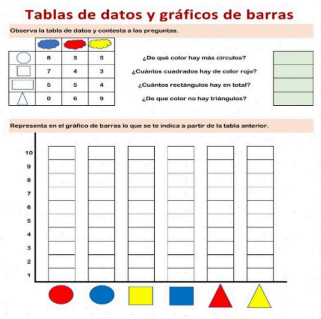 Tablas de datos y gráficos de barras
Observa la tabla de datos y contesta a las preguntas.
8 3 5 ¿De qué color hay más círculos?
7 4 3 ¿Cuántos cuadrados hay de color rojo?
5 5 4 ¿Cuántos rectángulos hay en total?
0 6 9 ¿De que color no hay triángulos?
Representa en el gráfico de barras lo que se te indica a partir de la tabla anterior.
10
9
8
7
6
5
4
3
2
1